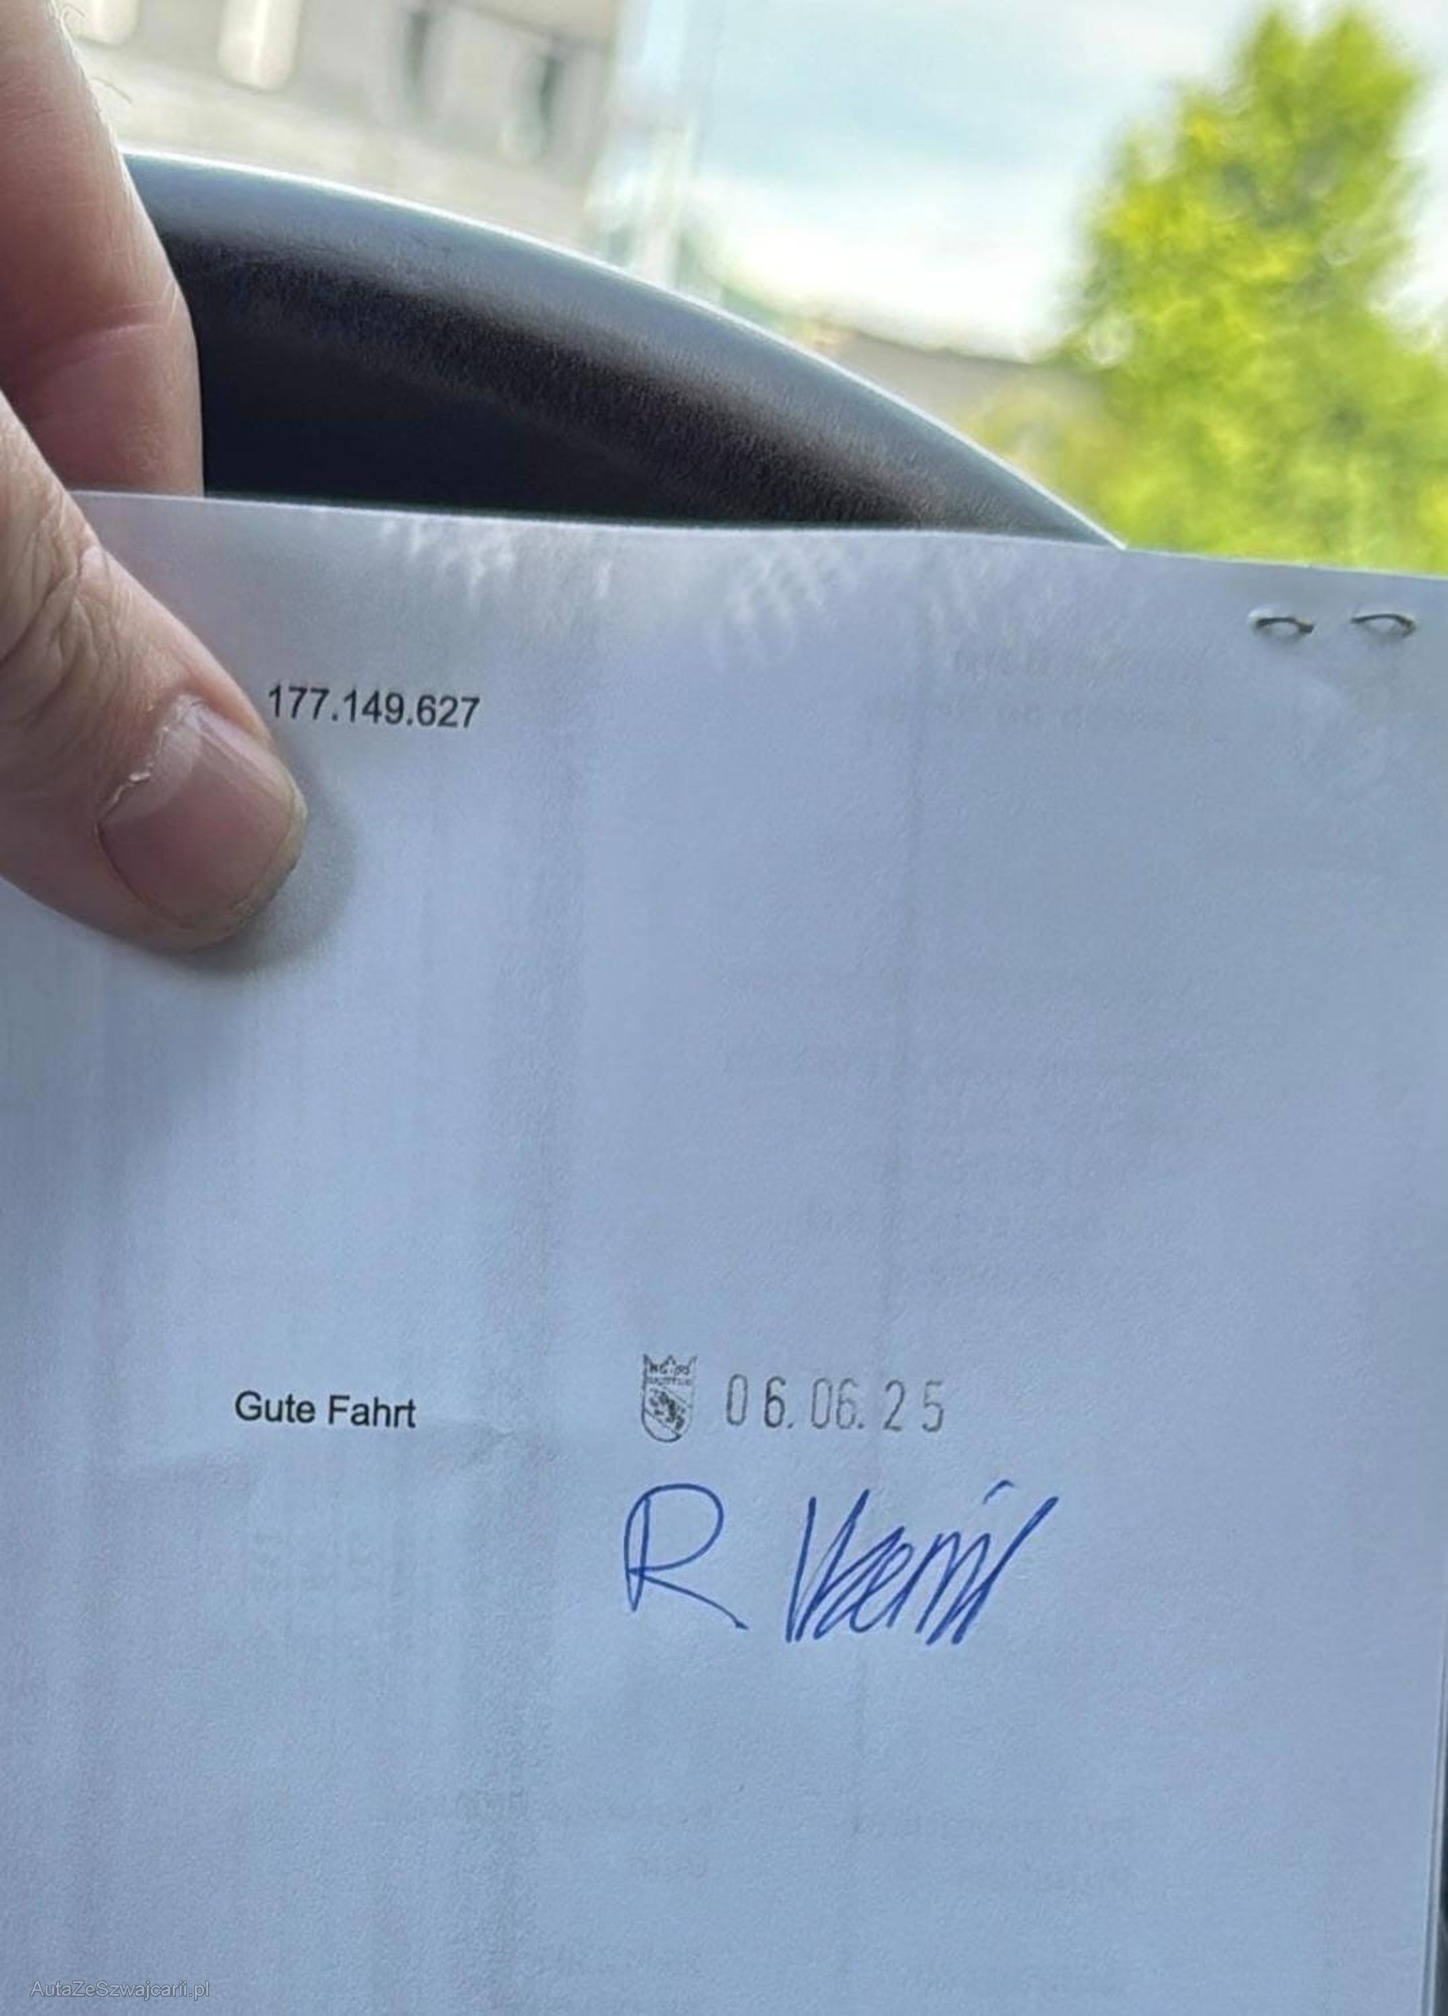 177.149.627
Gute Fahrt
06.06.25
R
AutaZeSzwajcarii.pl